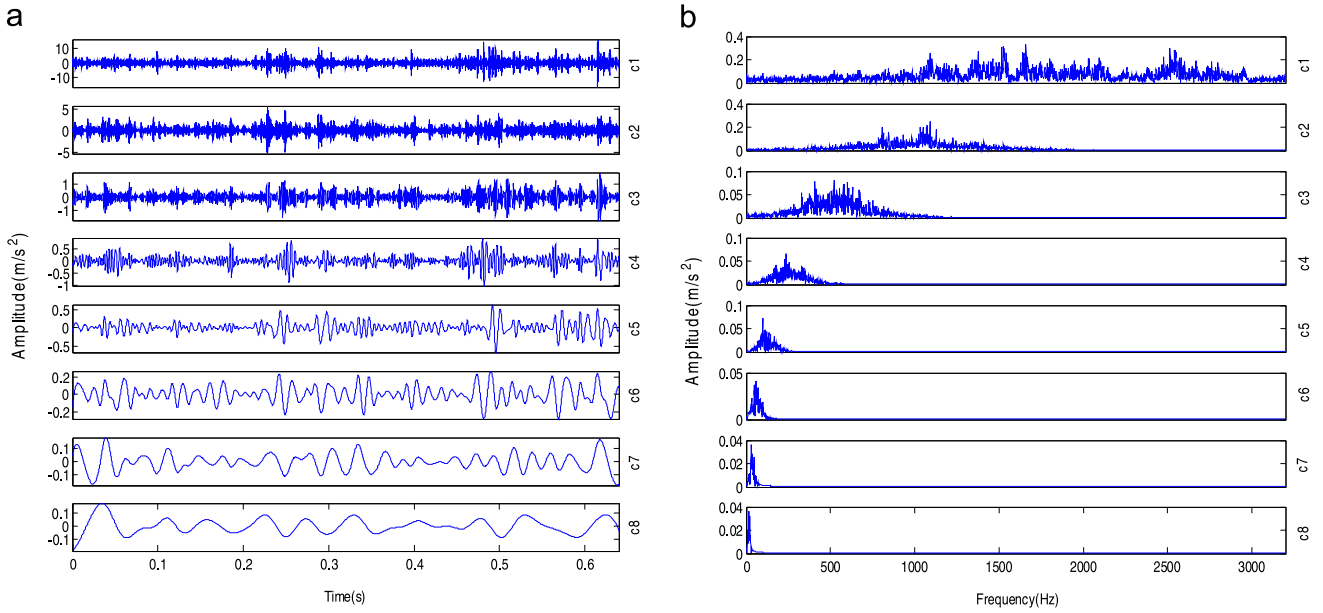 a
Amplitude(m/s²)
10
0
-10
c1
5
0
-5
c2
1
0
-1
c3
0.5
0
-0.5
-1
c4
0.5
0
-0.5
c5
0.2
0
-0.2
c6
0.1
0
-0.1
c7
0.1
0
-0.1
c8
0 0.1 0.2 0.3 0.4 0.5 0.6
Time(s)
b
Amplitude(m/s²)
0.4
0.2
0
c1
0.4
0.2
0
c2
0.1
0.05
0
c3
0.1
0.05
0
c4
0.1
0.05
0
c5
0.05
0
c6
0.04
0.02
0
c7
0.04
0.02
0
c8
0 500 1000 1500 2000 2500 3000
Frequency(Hz)